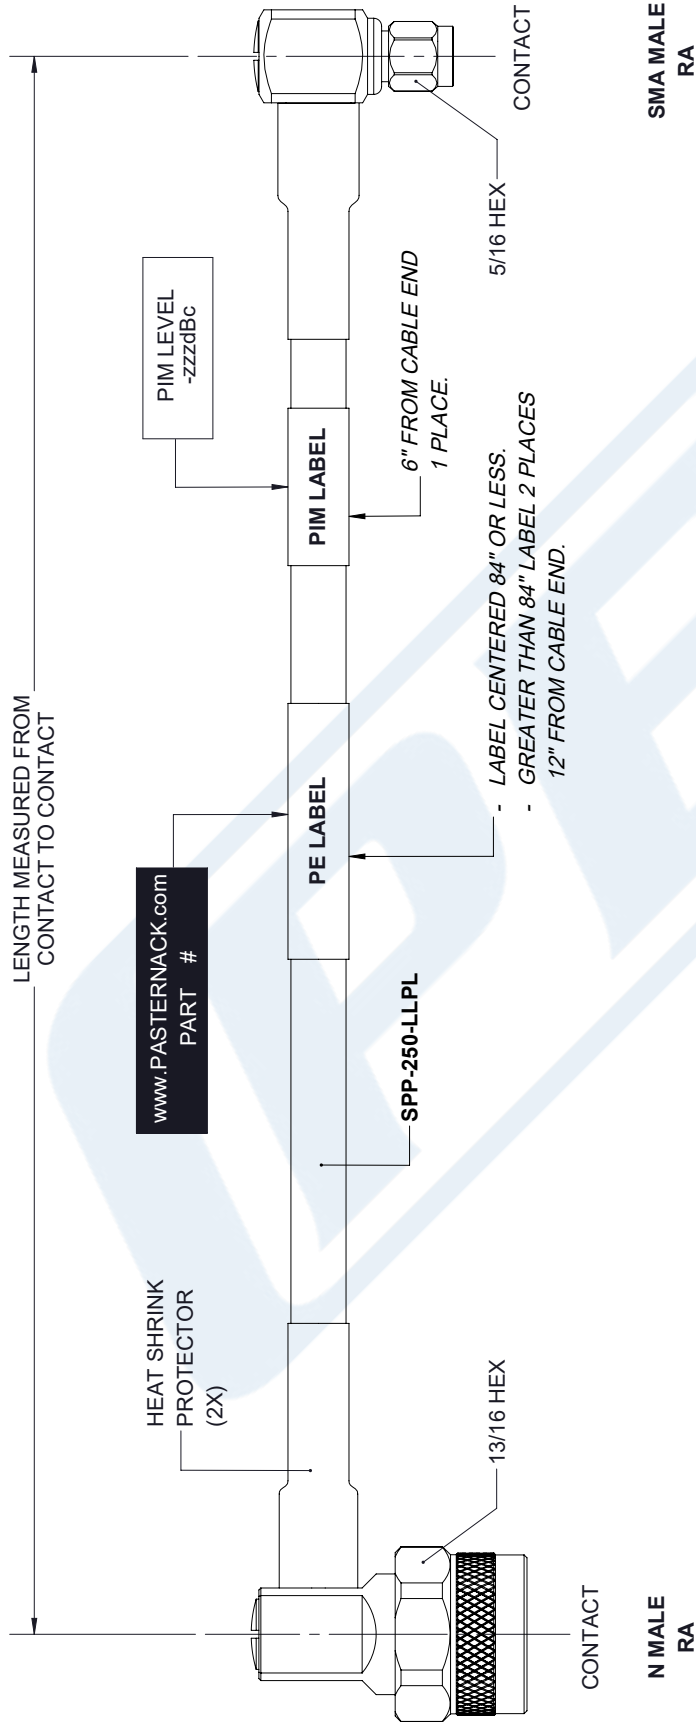 LENGTH MEASURED FROM
CONTACT TO CONTACT
HEAT SHRINK
PROTECTOR
(2X)
www.PASTERNACK.com
PART #
PIM LEVEL
-zzzdBc
PE LABEL
PIM LABEL
6" FROM CABLE END
1 PLACE.
SPP-250-LLPL
- LABEL CENTERED 84" OR LESS.
- GREATER THAN 84" LABEL 2 PLACES
12" FROM CABLE END.
13/16 HEX
5/16 HEX
CONTACT
CONTACT
N MALE
RA
SMA MALE
RA